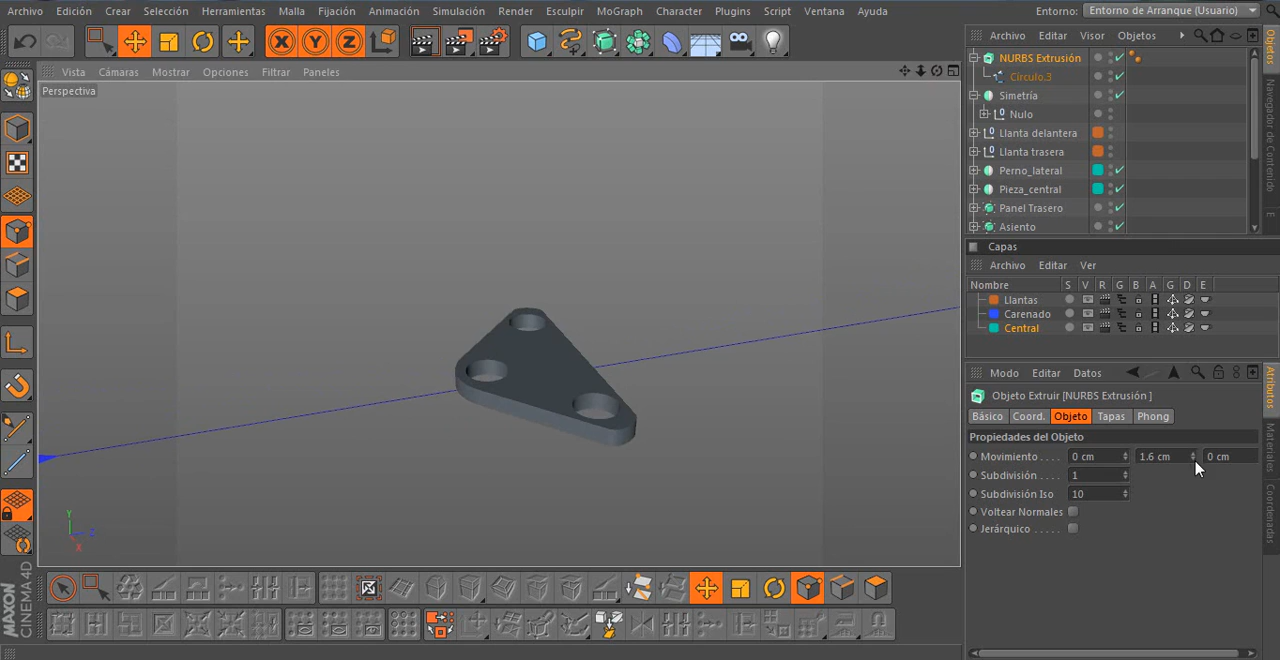 Archivo Edición Crear Selección Herramientas Malla Fijación Animación Simulación Render Esculpir MoGraph Character Plugins Script Ventana Ayuda Entorno: Entorno de Arranque (Usuario)
X Y Z
Vista Cámaras Mostrar Opciones Filtrar Paneles
Perspectiva
Y
Z
X
MAXON
CINEMA 4D
Archivo Editar Visor Objetos
NURBS Extrusión
Círculo.3
Simetría
Nulo
Llanta delantera
Llanta trasera
Perno_lateral
Pieza_central
Panel Trasero
Asiento
Objetos
Navegador de Contenido
E
Capas
Archivo Editar Ver
Nombre S V R G B A G D E
Llantas
Carenado
Central
Modo Editar Datos
Objeto Extruir [NURBS Extrusión ]
Básico Coord. Objeto Tapas Phong
Propiedades del Objeto
Movimiento . . . . 0 cm 1.6 cm 0 cm
Subdivisión . . . . 1
Subdivisión Iso 10
Voltear Normales
Jerárquico . . . . .
Atributos
Materiales
Coordenadas